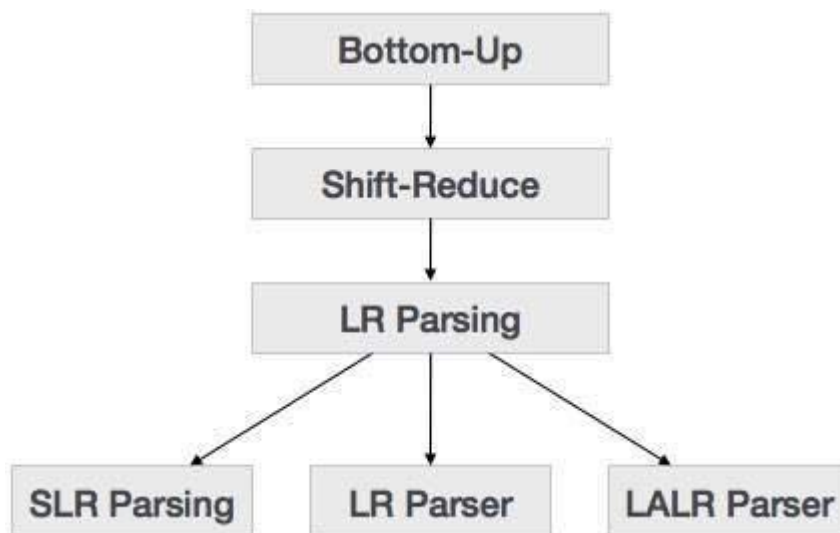 Bottom-Up
Shift-Reduce
LR Parsing
SLR Parsing
LR Parser
LALR Parser